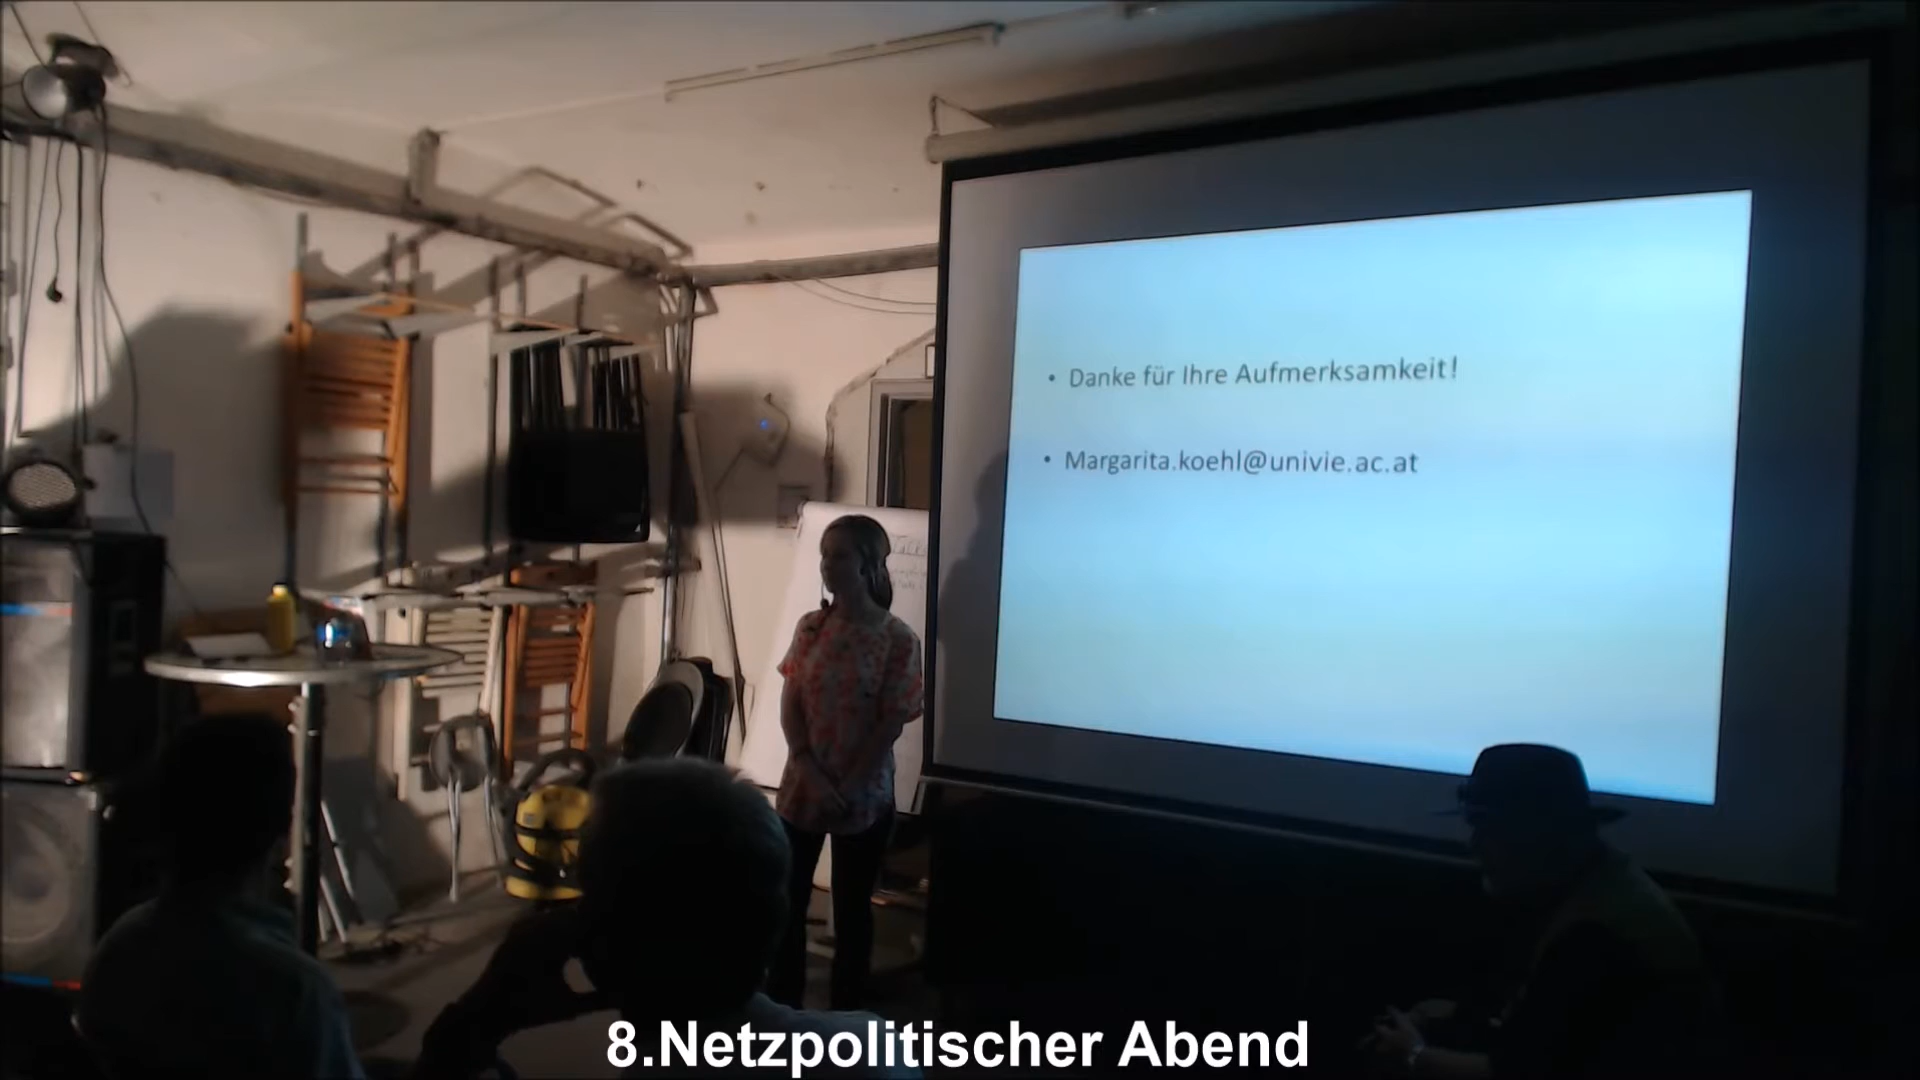 • Danke für Ihre Aufmerksamkeit!
• Margarita.koehl@univie.ac.at
8.Netzpolitischer Abend